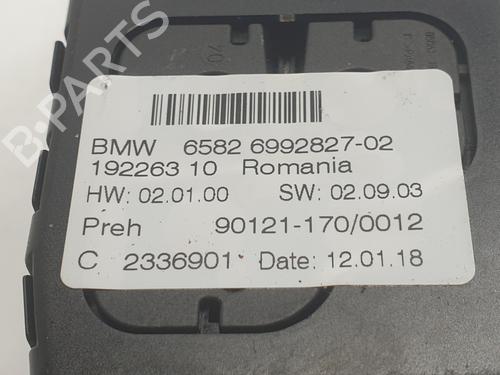 BMW 6582 6992827-02
192263 10 Romania
HW: 02.01.00 SW: 02.09.03
Preh 90121-170/0012
C 2336901 Date: 12.01.18
B-PARTS